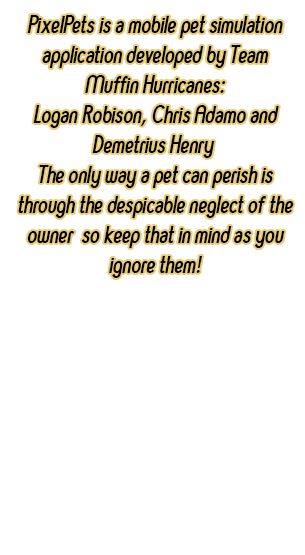 PixelPets is a mobile pet simulation
application developed by Team
Muffin Hurricanes:
Logan Robison, Chris Adamo and
Demetrius Henry
The only way a pet can perish is
through the despicable neglect of the
owner so keep that in mind as you
ignore them!